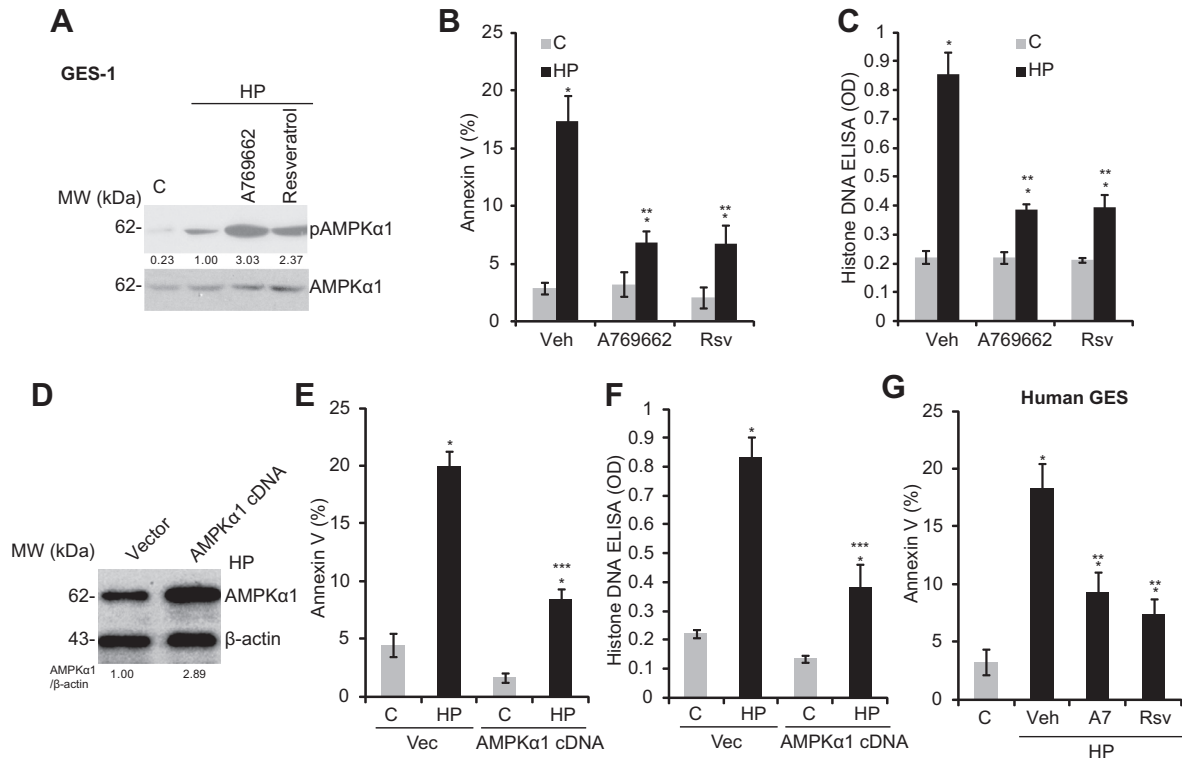 A
GES-1
HP
C
A769662
Resveratrol
MW (kDa)
62-
pAMPKα1
0.23 1.00 3.03 2.37
62-
AMPKα1
B
25
20
15
10
5
0
Annexin V (%)
C
HP
*
**
*
**
*
Veh A769662 Rsv
C
1
0.9
0.8
0.7
0.6
0.5
0.4
0.3
0.2
0.1
0
Histone DNA ELISA (OD)
C
HP
*
**
*
**
*
Veh A769662 Rsv
D
Vector
AMPKα1 cDNA
MW (kDa)
HP
62-
AMPKα1
43-
β-actin
AMPKα1
/β-actin
1.00 2.89
E
25
20
15
10
5
0
Annexin V (%)
*
***
*
C HP C HP
Vec AMPKα1 cDNA
F
1
0.9
0.8
0.7
0.6
0.5
0.4
0.3
0.2
0.1
0
Histone DNA ELISA (OD)
*
***
*
C HP C HP
Vec AMPKα1 cDNA
G
Human GES
25
20
15
10
5
0
Annexin V (%)
*
**
*
**
*
C Veh A7 Rsv
HP